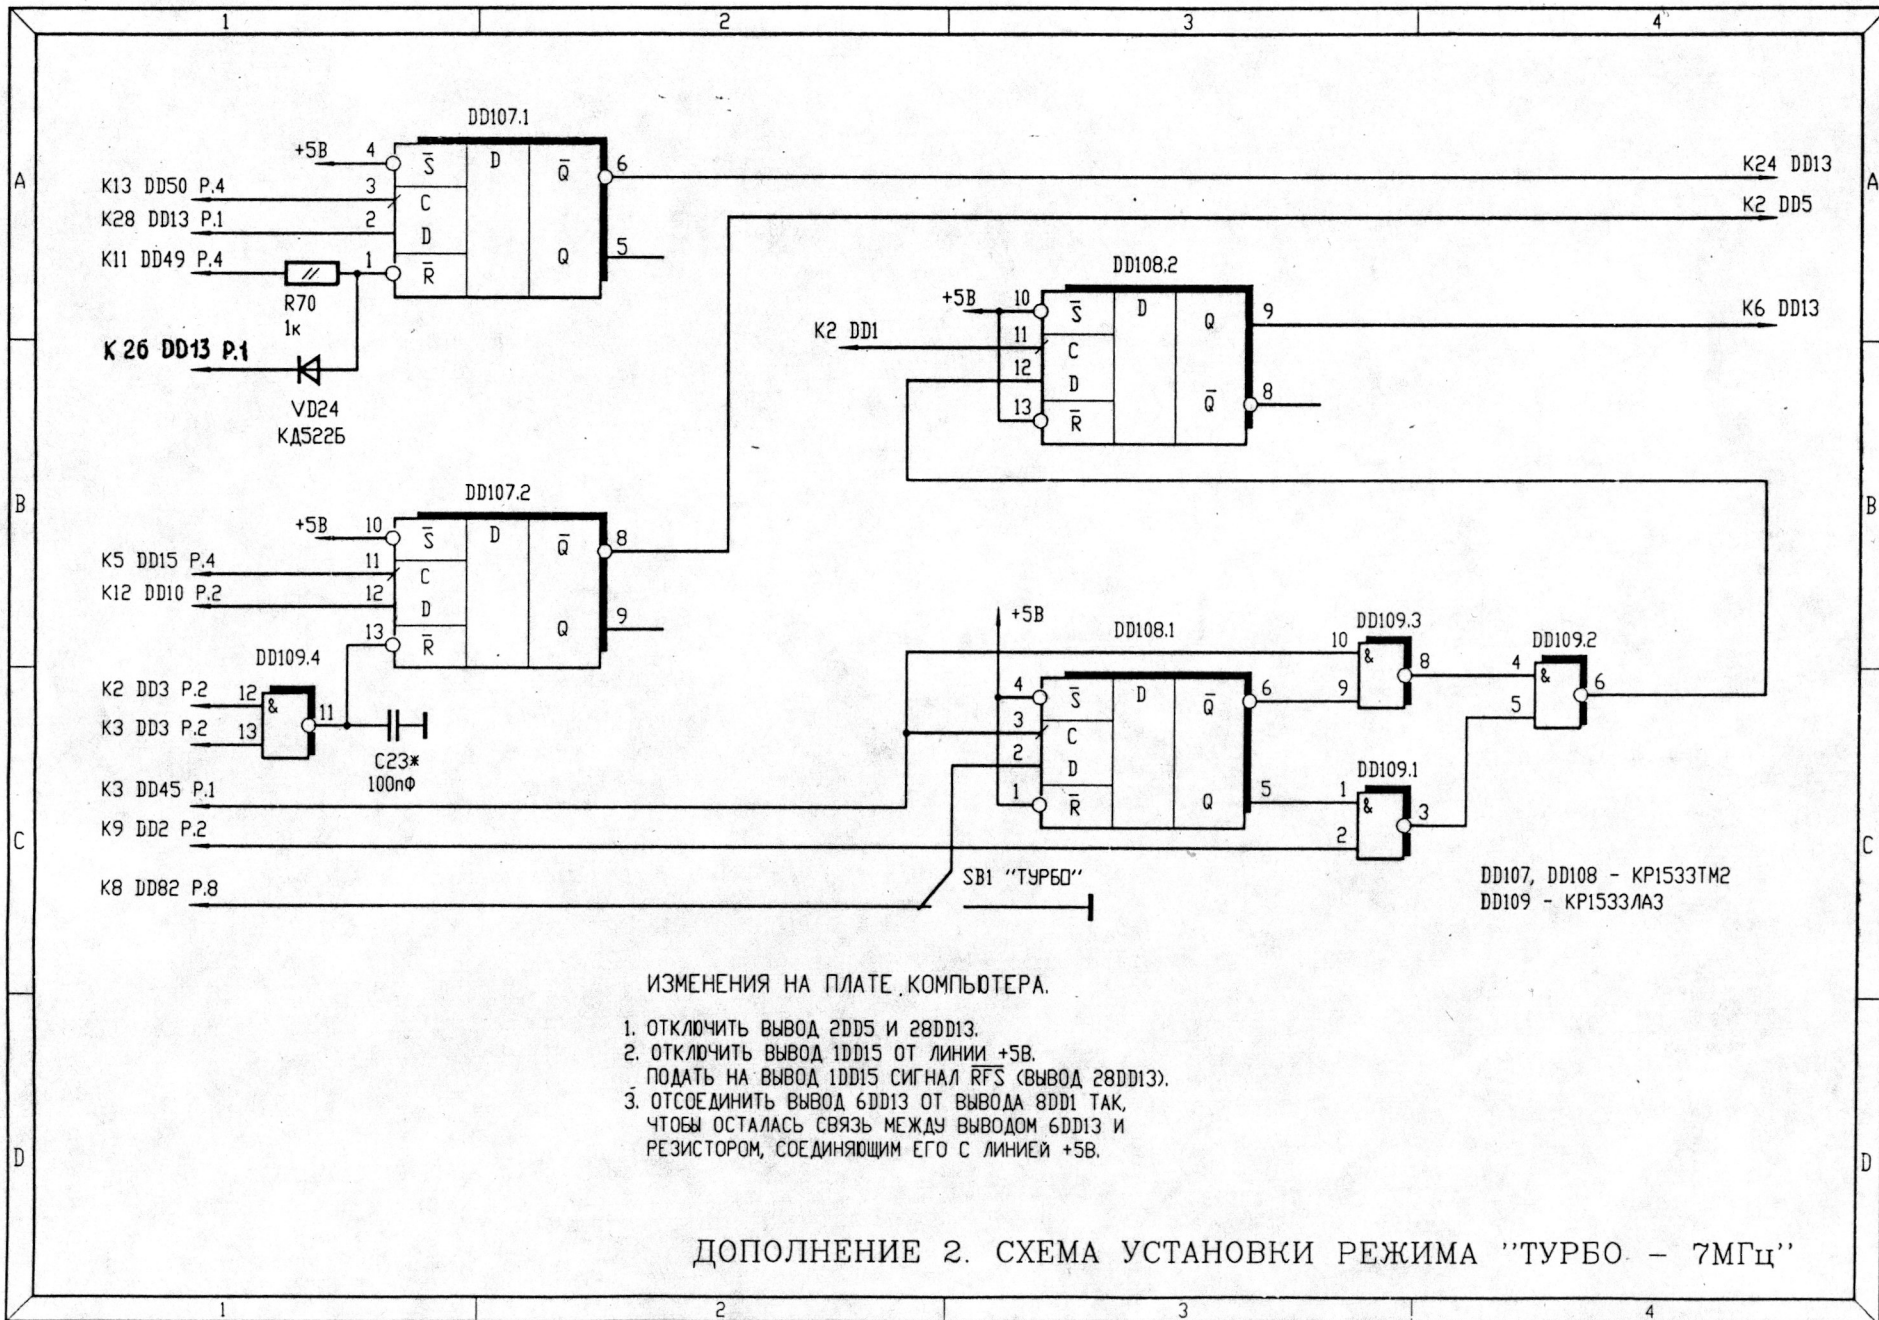 1 2 3 4
A
DD107.1
+5В 4 S̅ D Q̅ 6
K13 DD50 P.4 3 C
K28 DD13 P.1 2 D
K11 DD49 P.4 1 R̅ Q 5
R70
1к
K 26 DD13 P.1
VD24
КД522Б
K24 DD13
A
K2 DD5
DD108.2
+5В 10 S̅ D Q 9
K6 DD13
K2 DD1 11 C
12 D
13 R̅ Q̅ 8
B
DD107.2
+5В 10 S̅ D Q̅ 8
K5 DD15 P.4 11 C
K12 DD10 P.2 12 D
13 R̅ Q 9
B
DD109.4
K2 DD3 P.2 12 & 11
K3 DD3 P.2 13
C23*
100пФ
+5В
DD108.1
4 S̅ D Q̅ 6
3 C
2 D
1 R̅ Q 5
DD109.3
10 & 8
9
DD109.2
4 & 6
5
DD109.1
1 & 3
2
K3 DD45 P.1
K9 DD2 P.2
C
K8 DD82 P.8
SB1 "ТУРБО"
C
DD107, DD108 - КР1533ТМ2
DD109 - КР1533ЛА3
ИЗМЕНЕНИЯ НА ПЛАТЕ КОМПЬЮТЕРА.
1. ОТКЛЮЧИТЬ ВЫВОД 2DD5 И 28DD13.
2. ОТКЛЮЧИТЬ ВЫВОД 1DD15 ОТ ЛИНИИ +5В.
ПОДАТЬ НА ВЫВОД 1DD15 СИГНАЛ R̅F̅S̅ (ВЫВОД 28DD13).
3. ОТСОЕДИНИТЬ ВЫВОД 6DD13 ОТ ВЫВОДА 8DD1 ТАК,
ЧТОБЫ ОСТАЛАСЬ СВЯЗЬ МЕЖДУ ВЫВОДОМ 6DD13 И
РЕЗИСТОРОМ, СОЕДИНЯЮЩИМ ЕГО С ЛИНИЕЙ +5В.
D
D
ДОПОЛНЕНИЕ 2. СХЕМА УСТАНОВКИ РЕЖИМА "ТУРБО - 7МГц"
1 2 3 4